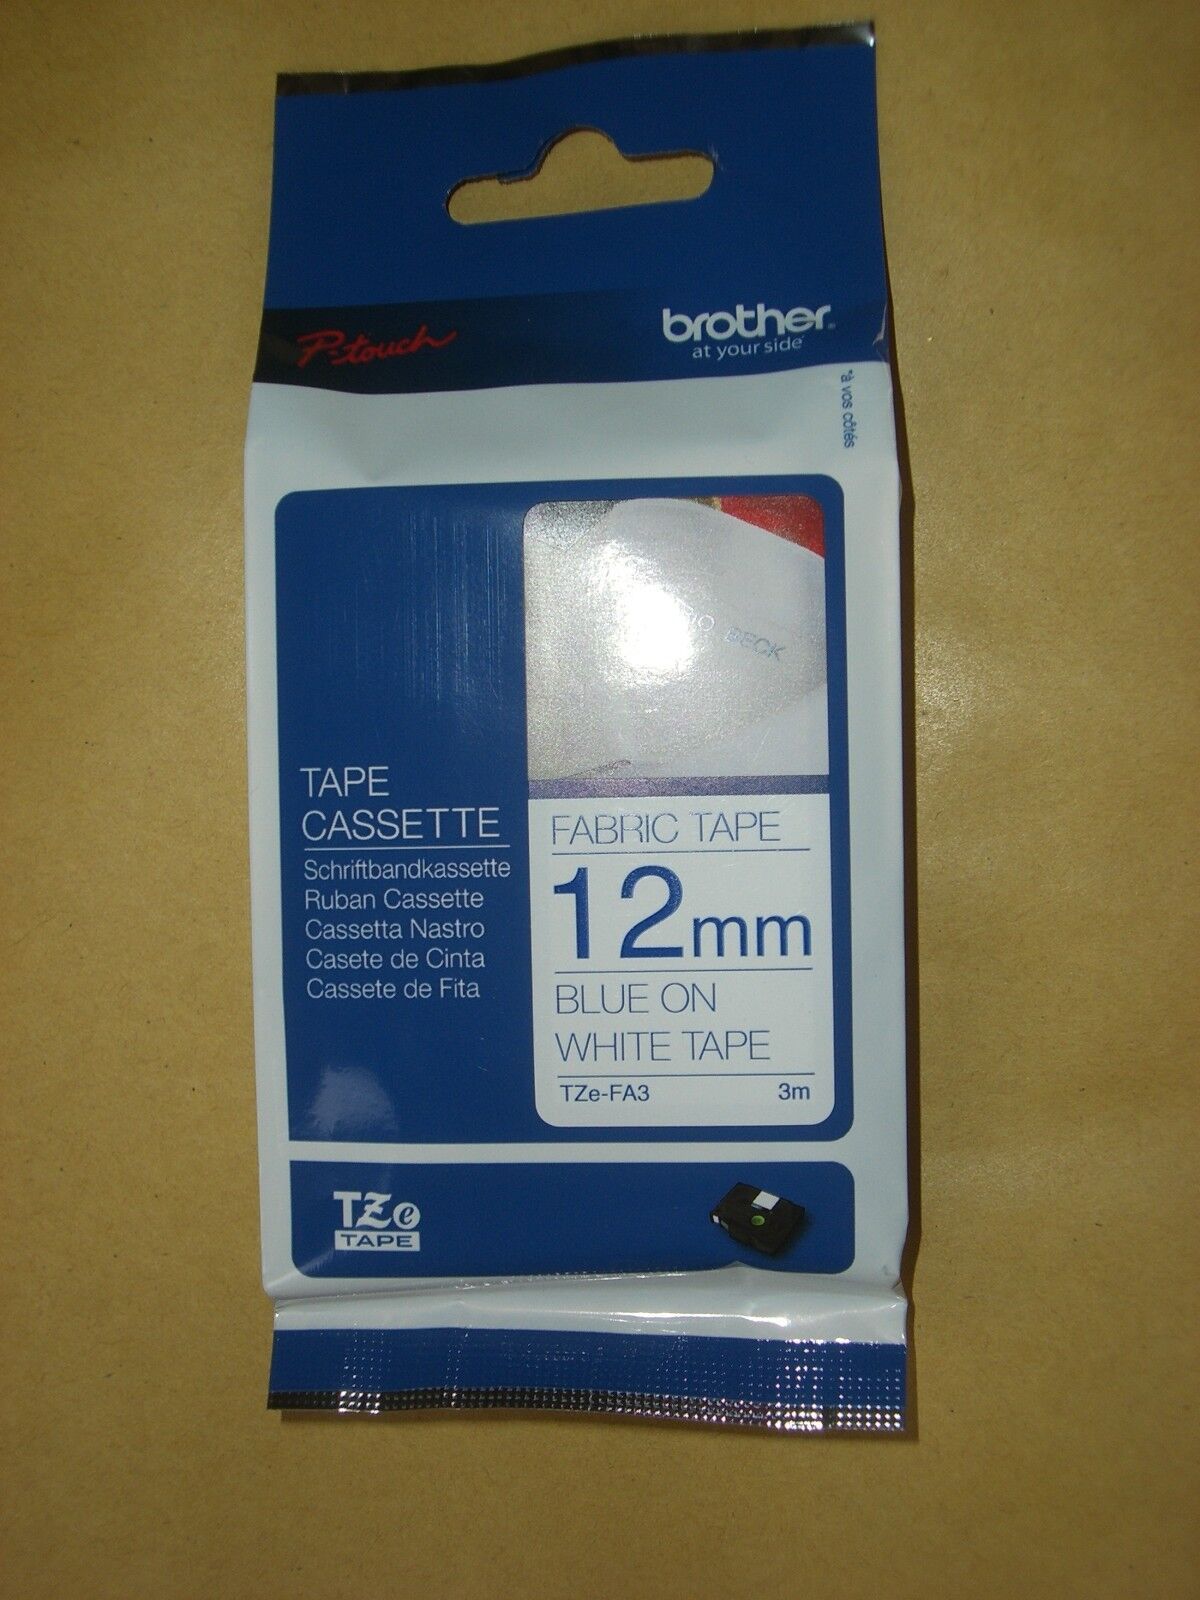 P-touch
brother
at your side
*à vos côtés
BECK
TAPE
CASSETTE
Schriftbandkassette
Ruban Cassette
Cassetta Nastro
Casete de Cinta
Cassete de Fita
FABRIC TAPE
12mm
BLUE ON
WHITE TAPE
TZe-FA3 3m
TZe
TAPE